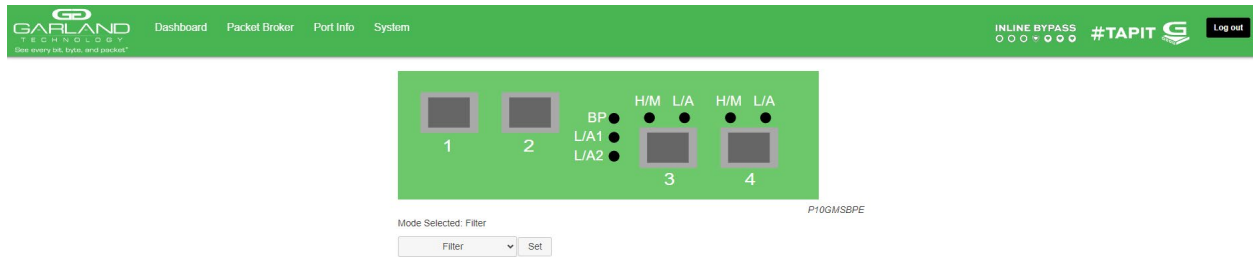 GARLAND
TECHNOLOGY
See every bit, byte, and packet®
Dashboard Packet Broker Port Info System
INLINE BYPASS
#TAPIT
Log out
H/M L/A H/M L/A
BP
L/A1
L/A2
1 2
3 4
P10GMSBPE
Mode Selected: Filter
Filter Set